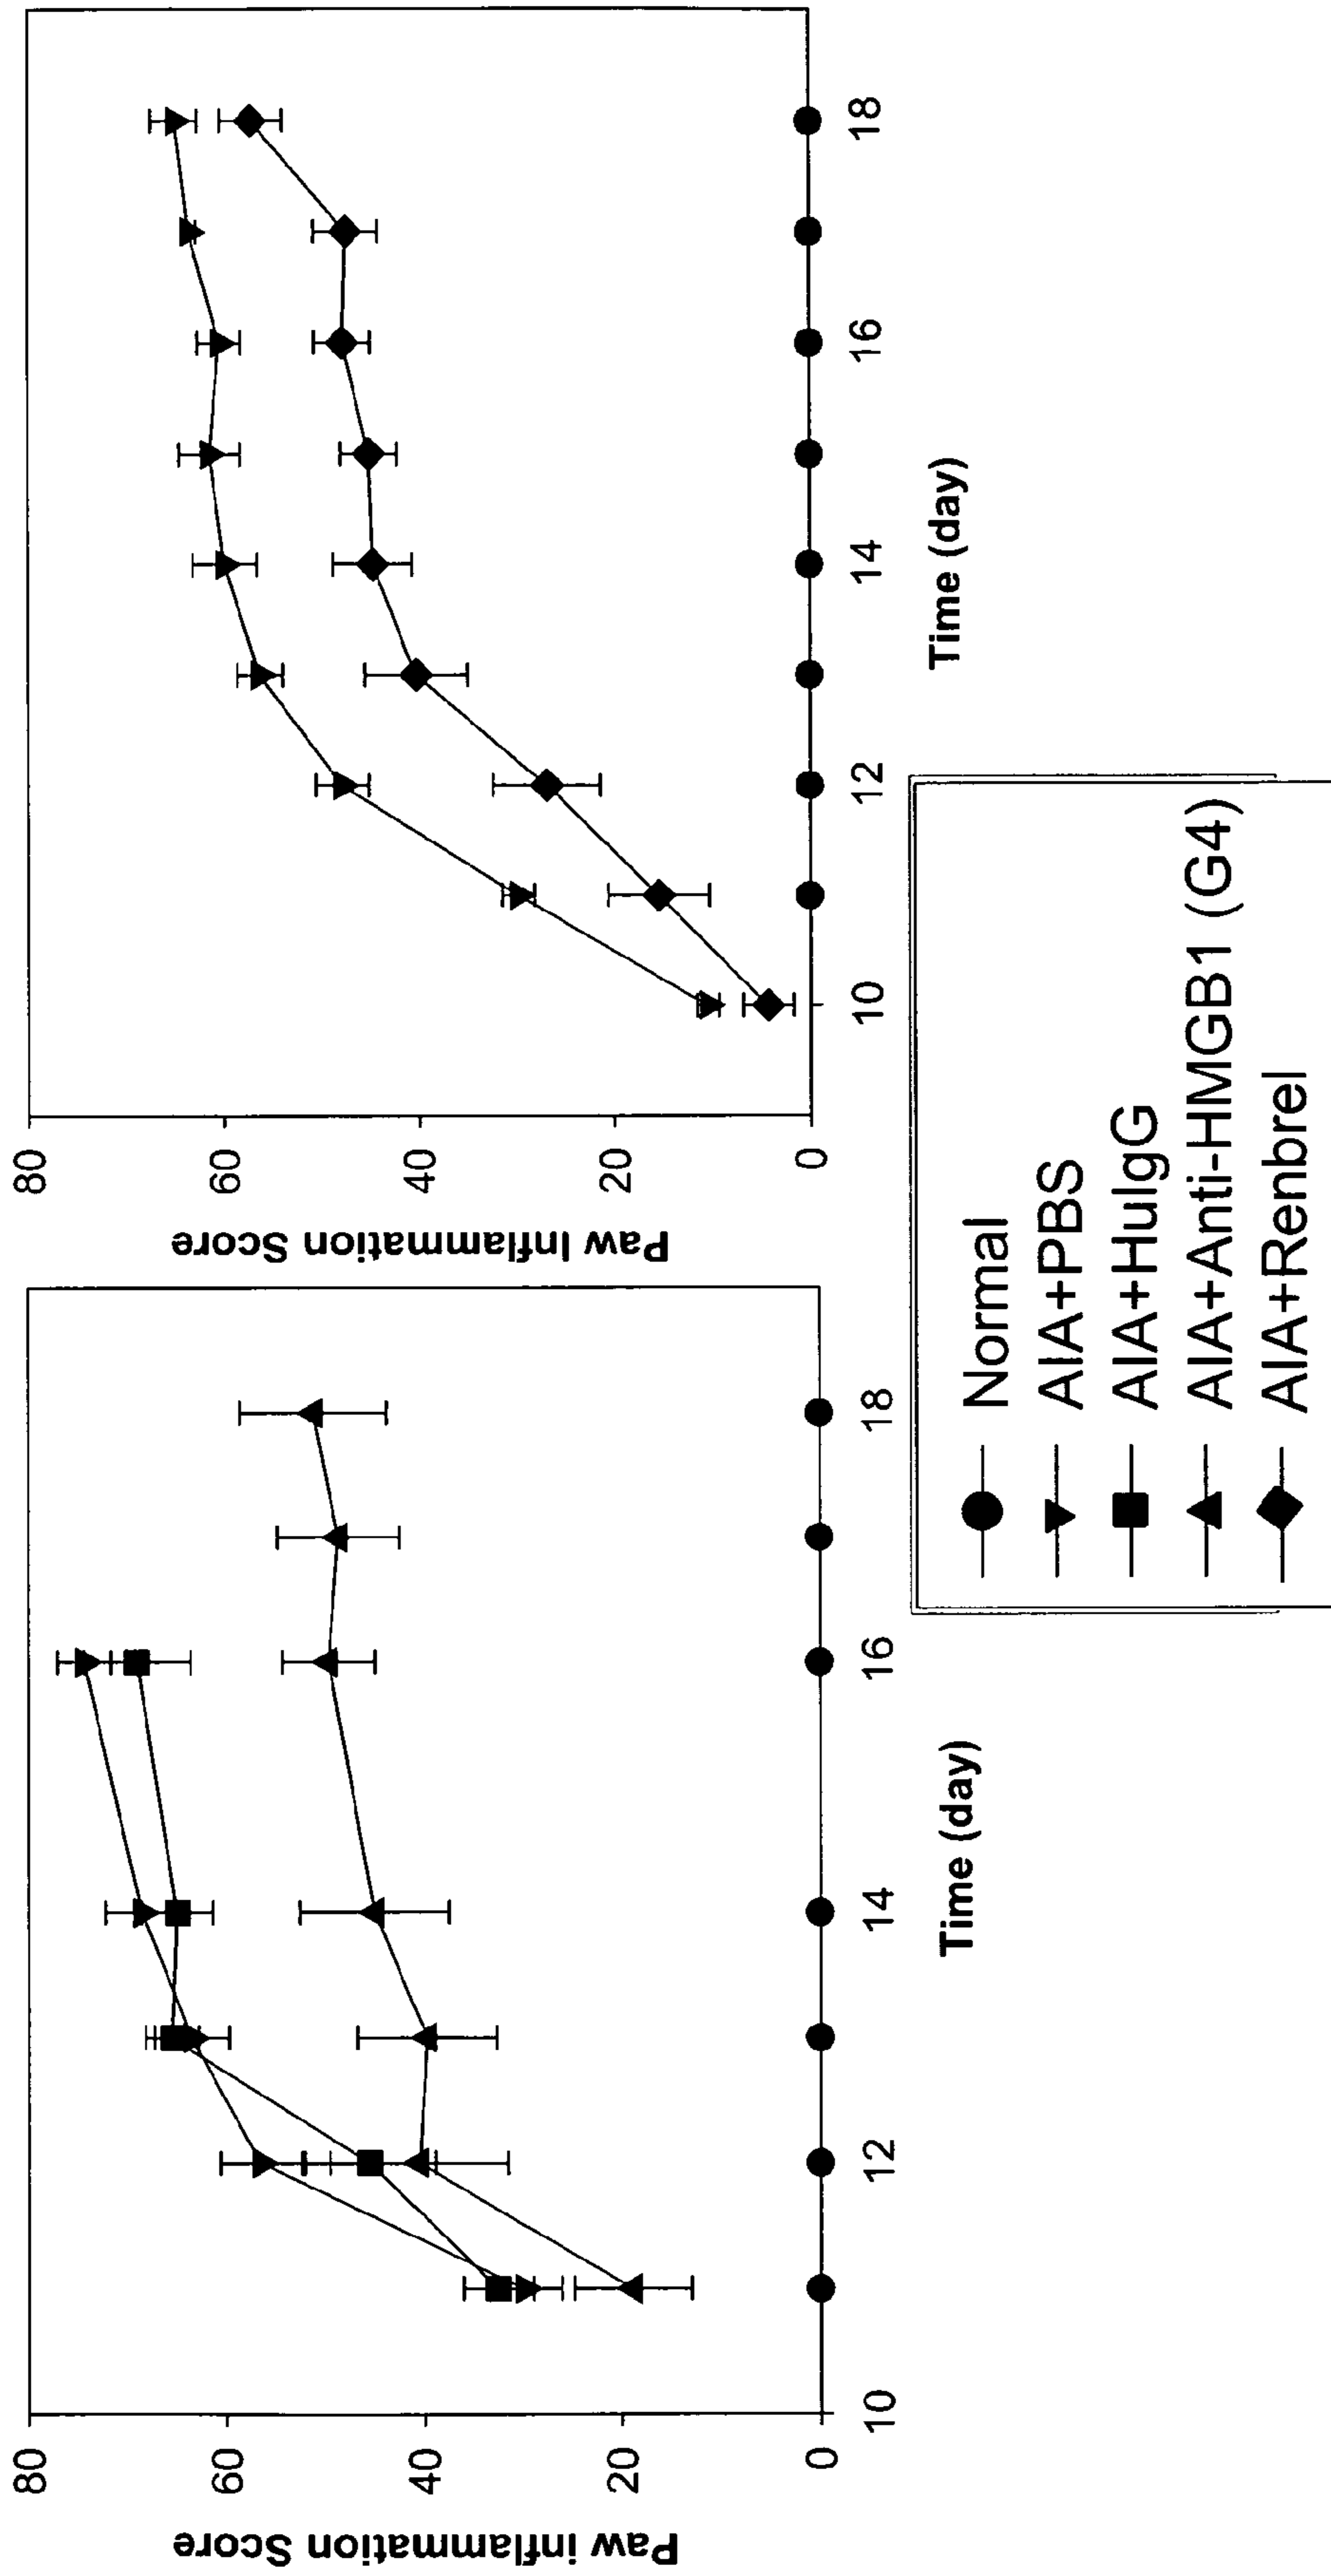 Paw inflammation Score
80
60
40
20
0
10
12
14
16
18
Time (day)
Paw Inflammation Score
80
60
40
20
0
10
12
14
16
18
Time (day)
Normal
AIA+PBS
AIA+HuIgG
AIA+Anti-HMGB1 (G4)
AIA+Renbrel